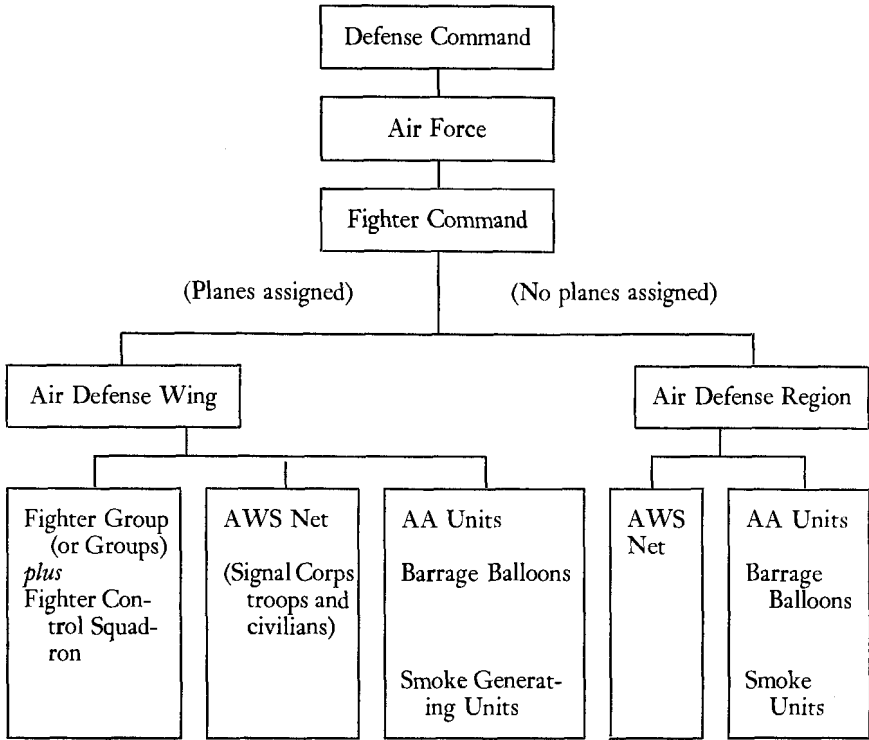 Defense Command
Air Force
Fighter Command
(Planes assigned)
(No planes assigned)
Air Defense Wing
Air Defense Region
Fighter Group
(or Groups)
plus
Fighter Con-
trol Squad-
ron
AWS Net
(Signal Corps
troops and
civilians)
AA Units
Barrage Balloons
Smoke Generat-
ing Units
AWS
Net
AA Units
Barrage
Balloons
Smoke
Units